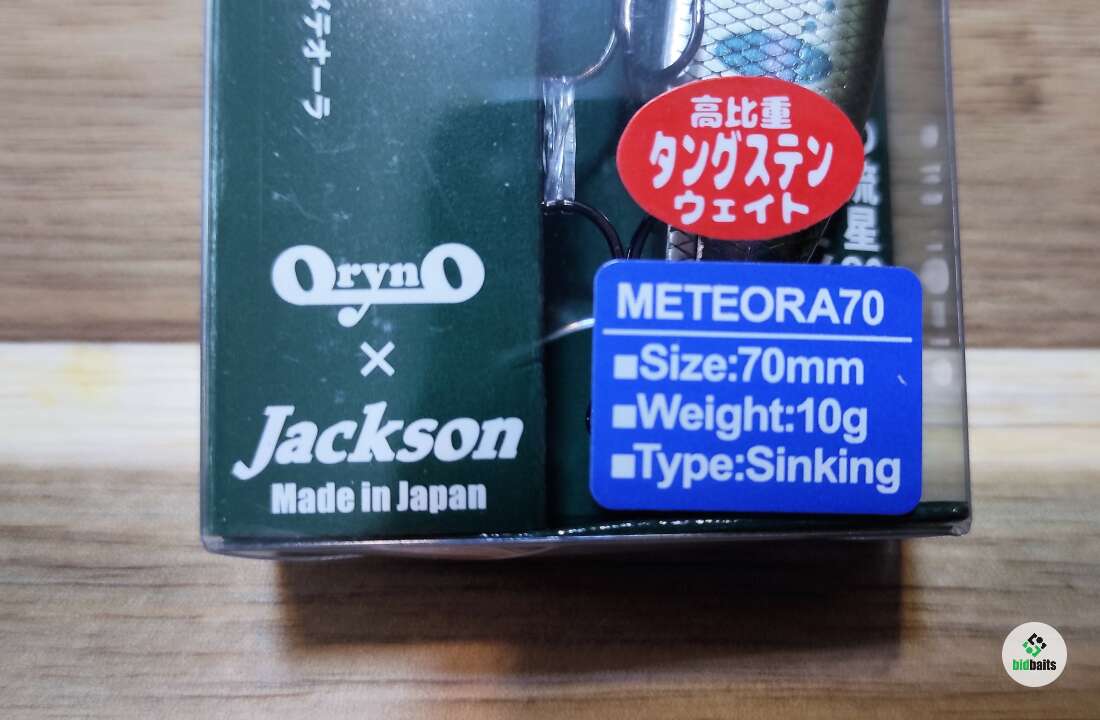 メテオーラ
高比重
タングステン
ウェイト
流星
OrynO
×
Jackson
Made in Japan
METEORA70
■Size:70mm
■Weight:10g
■Type:Sinking
bidbaits